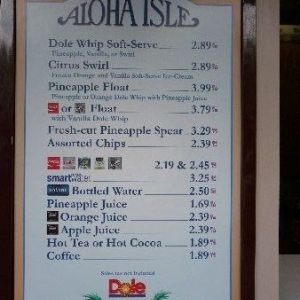 ALOHA ISLE
Dole Whip Soft-Serve 2.89
Pineapple, Vanilla, or Swirl
Citrus Swirl 2.89
Frozen Orange and Vanilla Soft-Serve Ice-Cream
Pineapple Float 3.99
Pineapple or Orange Dole Whip with Pineapple Juice
or Float 3.79
with Vanilla Dole Whip
Fresh-cut Pineapple Spear 3.29
Assorted Chips 2.39
2.19 & 2.45
smartwater 3.25
Bottled Water 2.50
Pineapple Juice 1.69
Orange Juice 2.39
Apple Juice 2.39
Hot Tea or Hot Cocoa 1.89
Coffee 1.89
Sales tax not included
Dole